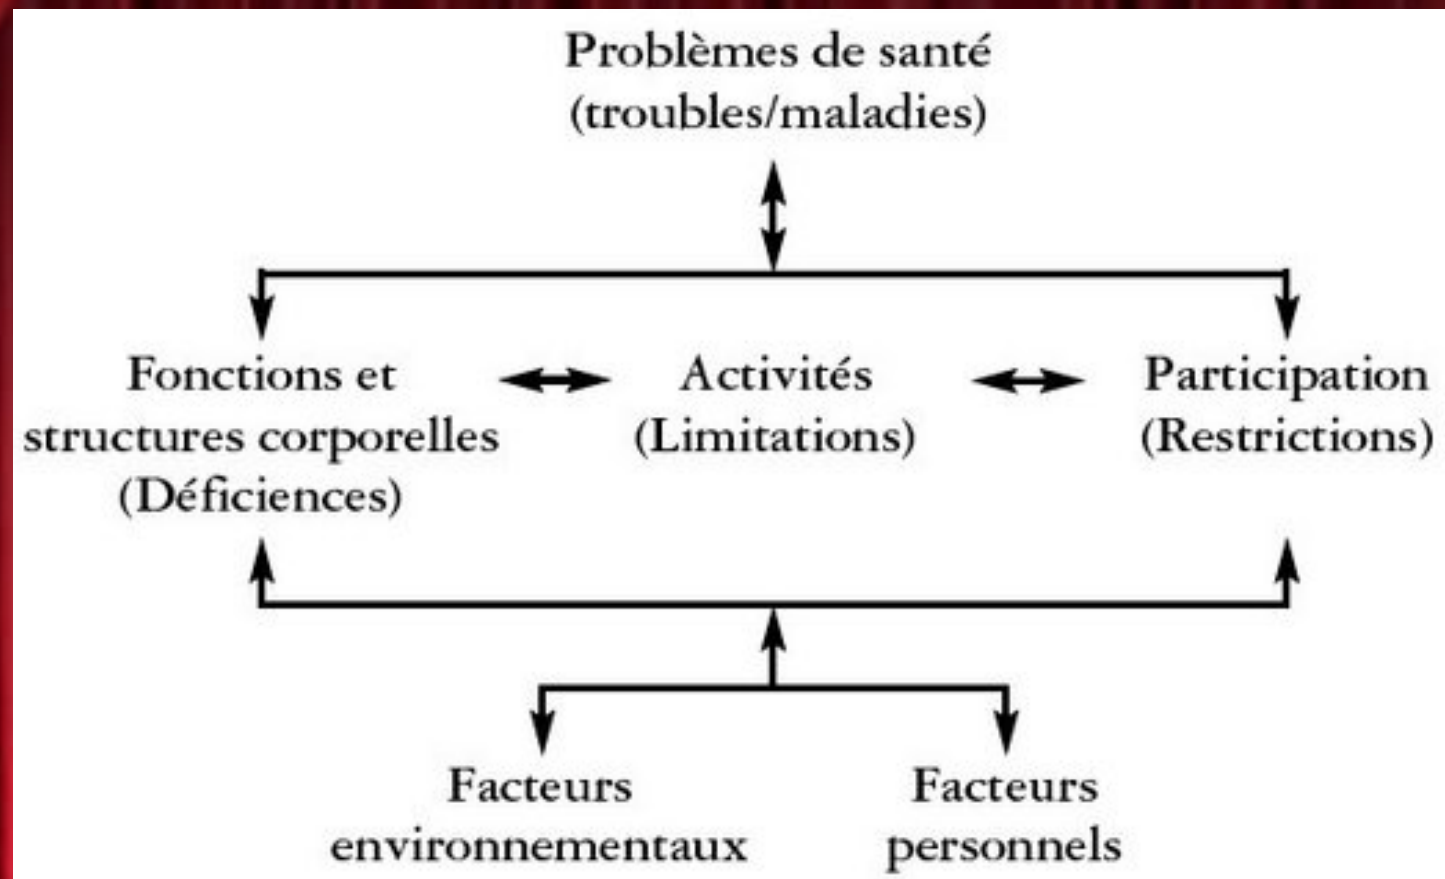 Problèmes de santé
(troubles/maladies)
Fonctions et
structures corporelles
(Déficiences)
Activités
(Limitations)
Participation
(Restrictions)
Facteurs
environnementaux
Facteurs
personnels